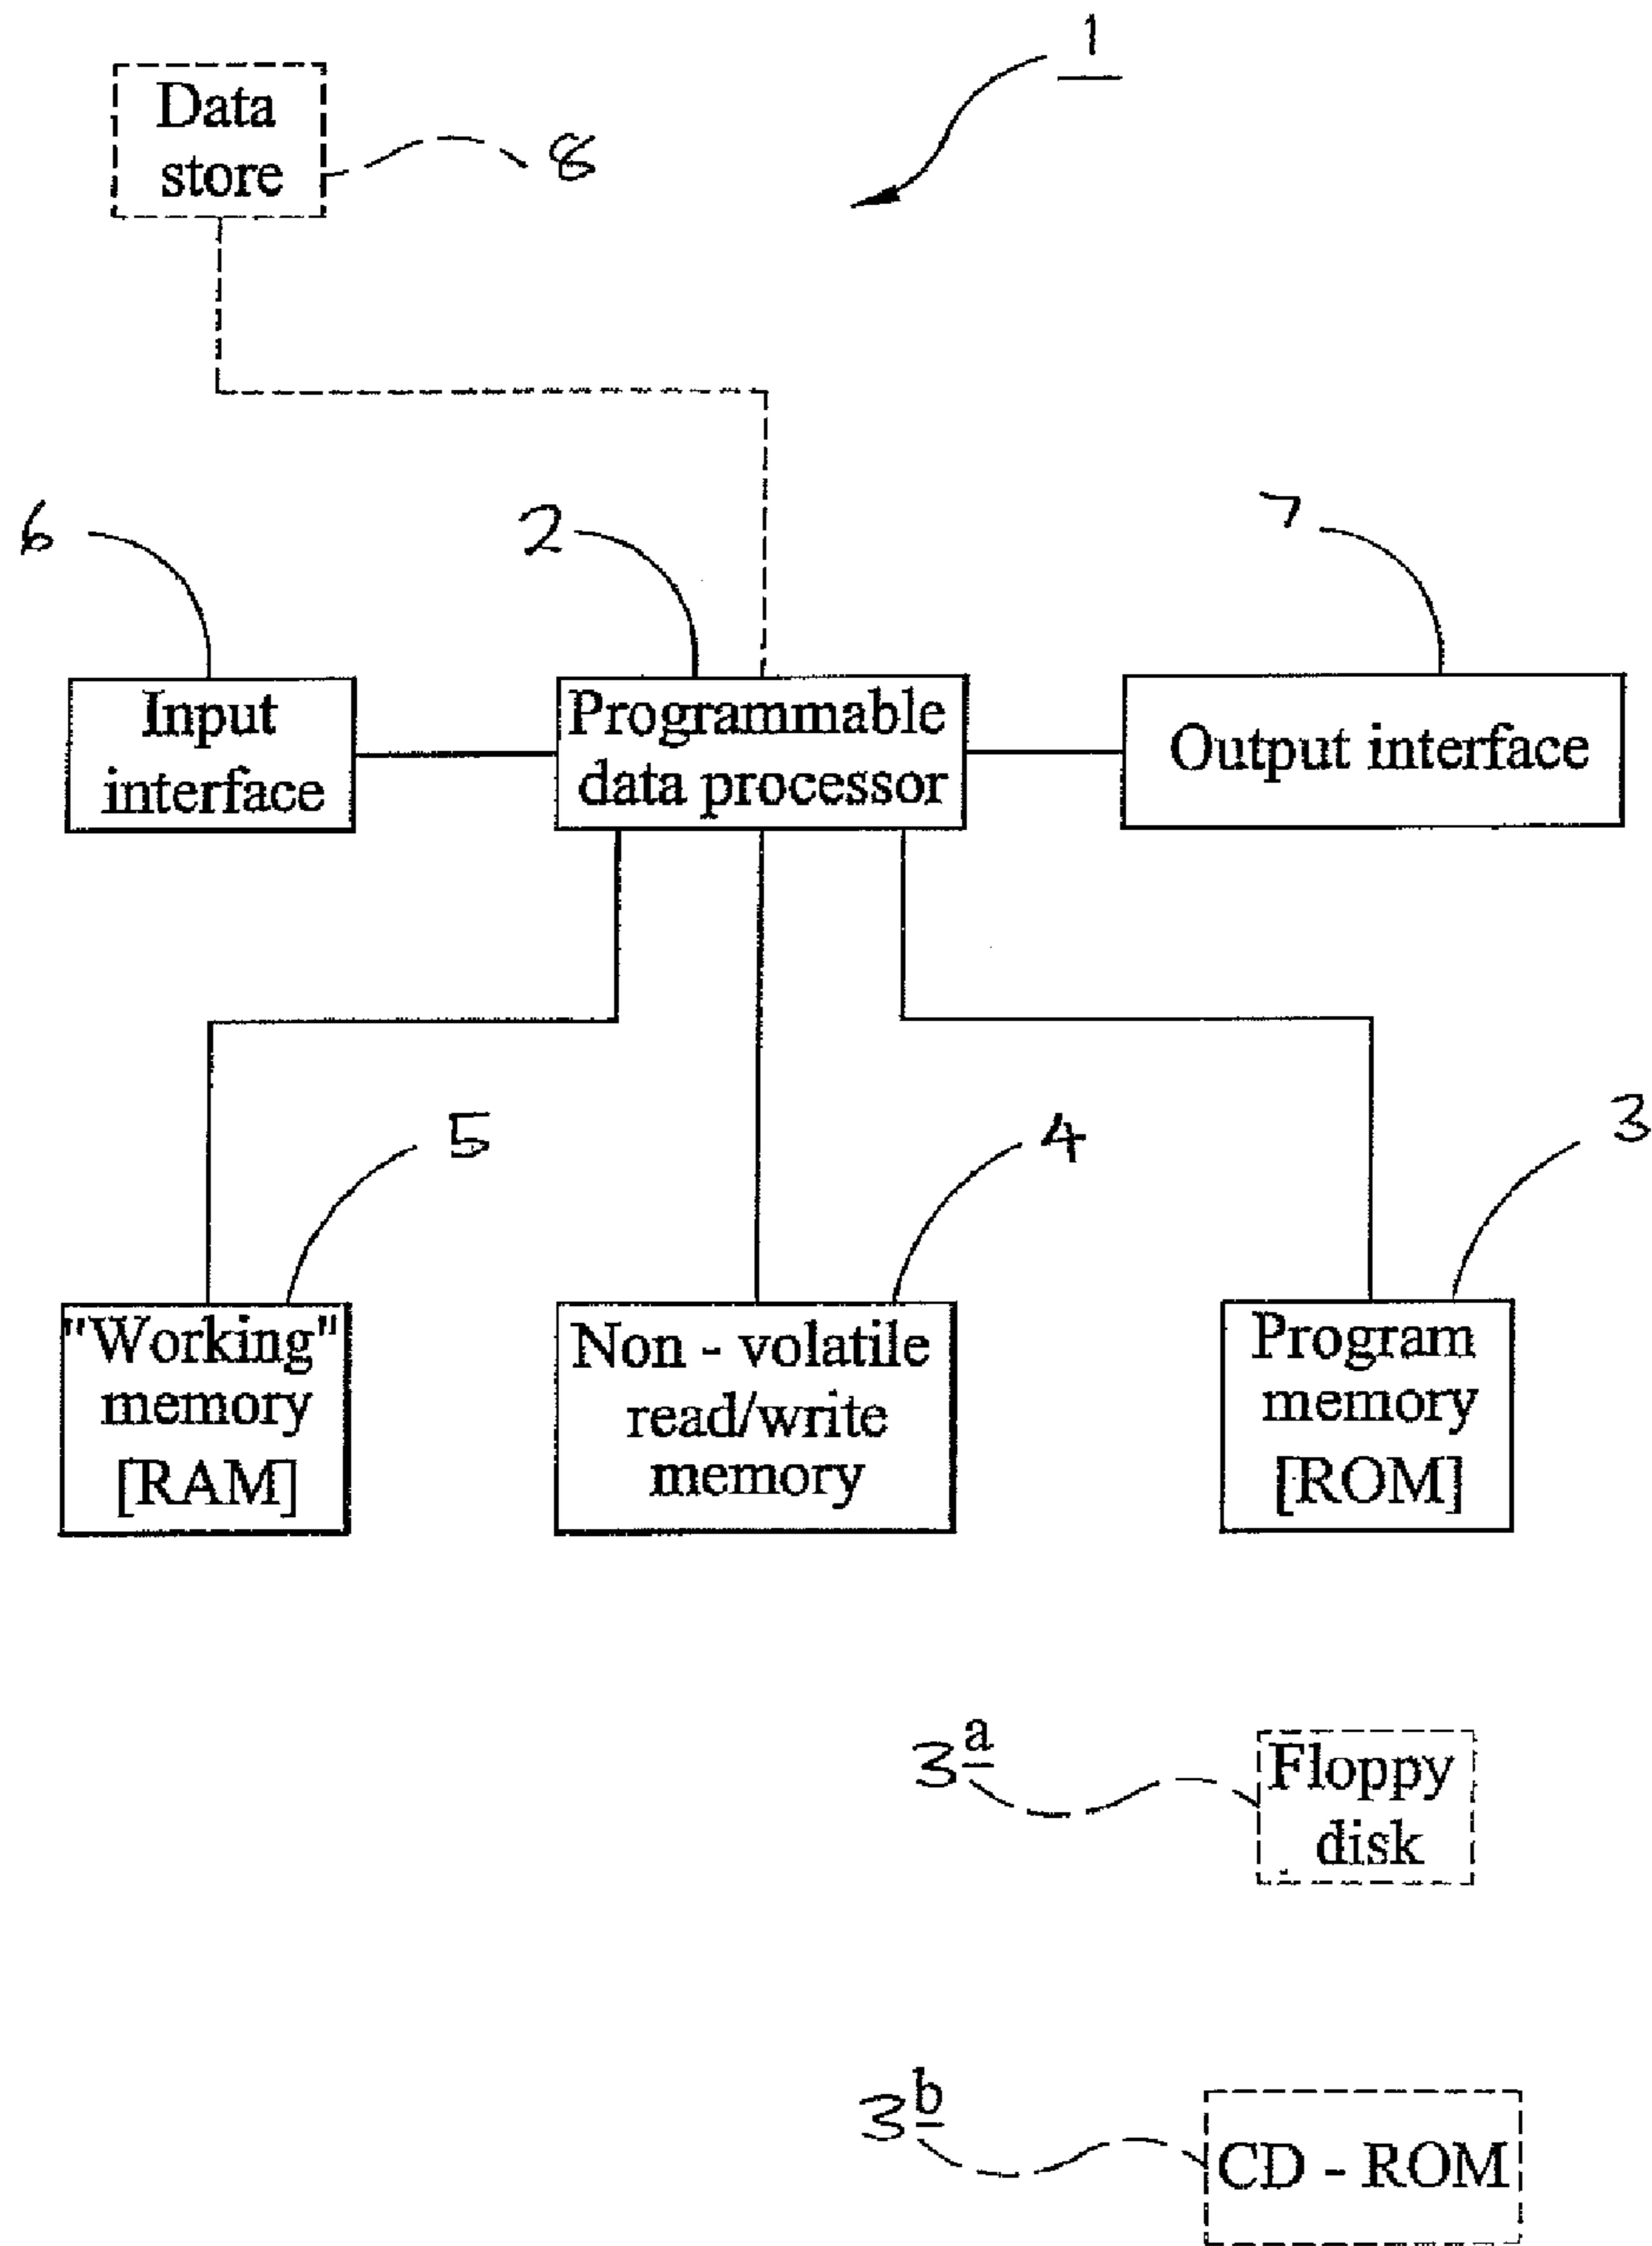 1
Data
store
8
6
2
7
Input
interface
Programmable
data processor
Output interface
5
4
3
"Working"
memory
[RAM]
Non - volatile
read/write
memory
Program
memory
[ROM]
3a
Floppy
disk
3b
CD - ROM